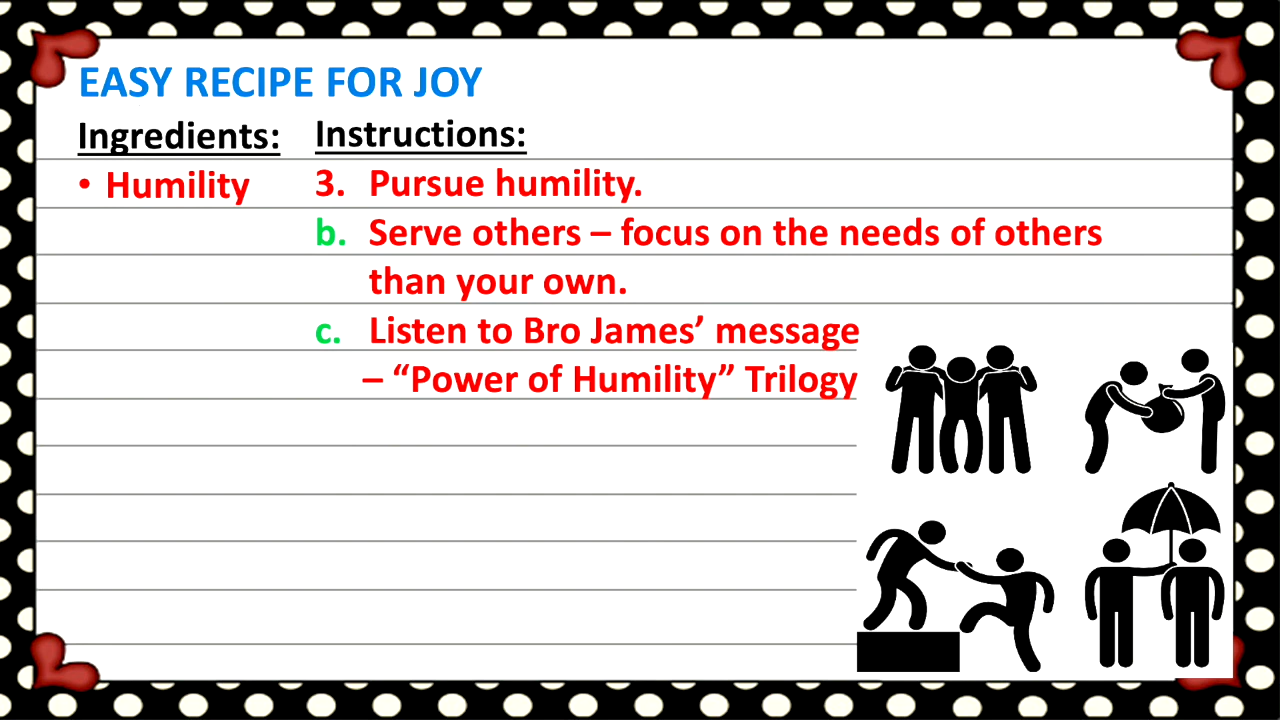 EASY RECIPE FOR JOY
Ingredients: Instructions:
• Humility 3. Pursue humility.
b. Serve others – focus on the needs of others
than your own.
c. Listen to Bro James’ message
– “Power of Humility” Trilogy